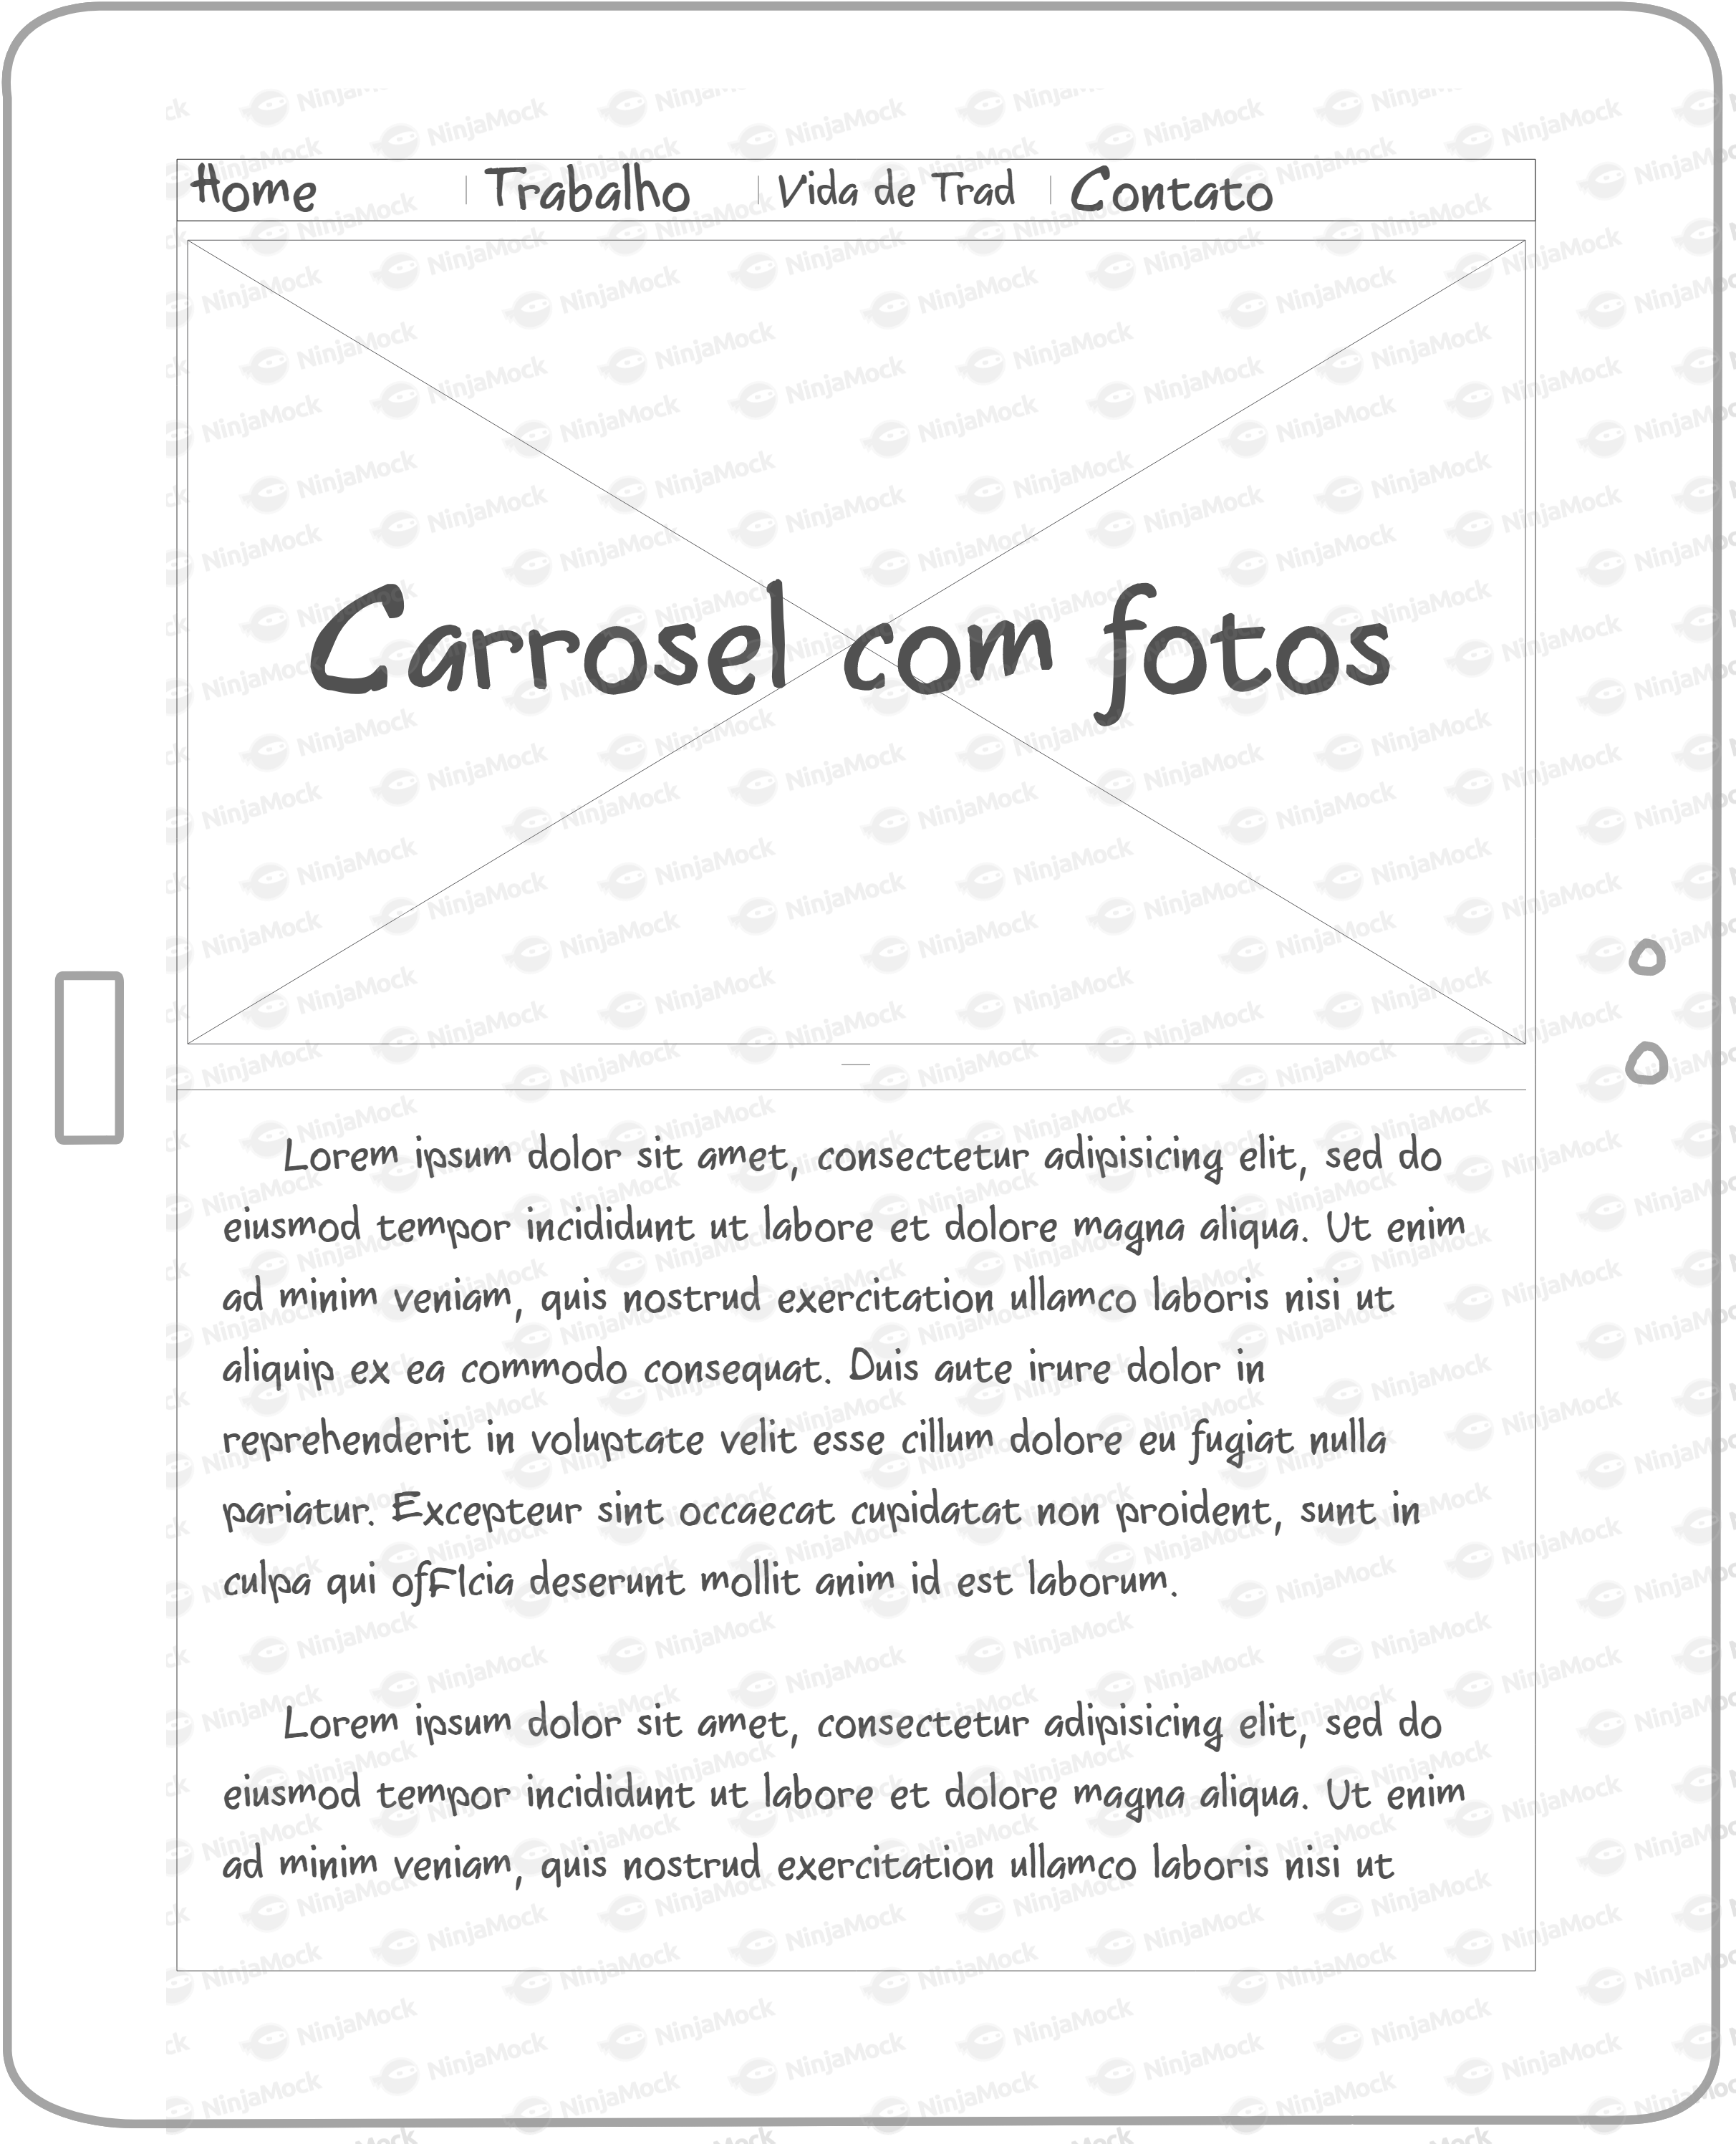 Home Trabalho Vida de Trad Contato
Carrosel com fotos
Lorem ipsum dolor sit amet, consectetur adipisicing elit, sed do
eiusmod tempor incididunt ut labore et dolore magna aliqua. Ut enim
ad minim veniam, quis nostrud exercitation ullamco laboris nisi ut
aliquip ex ea commodo consequat. Duis aute irure dolor in
reprehenderit in voluptate velit esse cillum dolore eu fugiat nulla
pariatur. Excepteur sint occaecat cupidatat non proident, sunt in
culpa qui offIcia deserunt mollit anim id est laborum.
Lorem ipsum dolor sit amet, consectetur adipisicing elit, sed do
eiusmod tempor incididunt ut labore et dolore magna aliqua. Ut enim
ad minim veniam, quis nostrud exercitation ullamco laboris nisi ut
NinjaMock